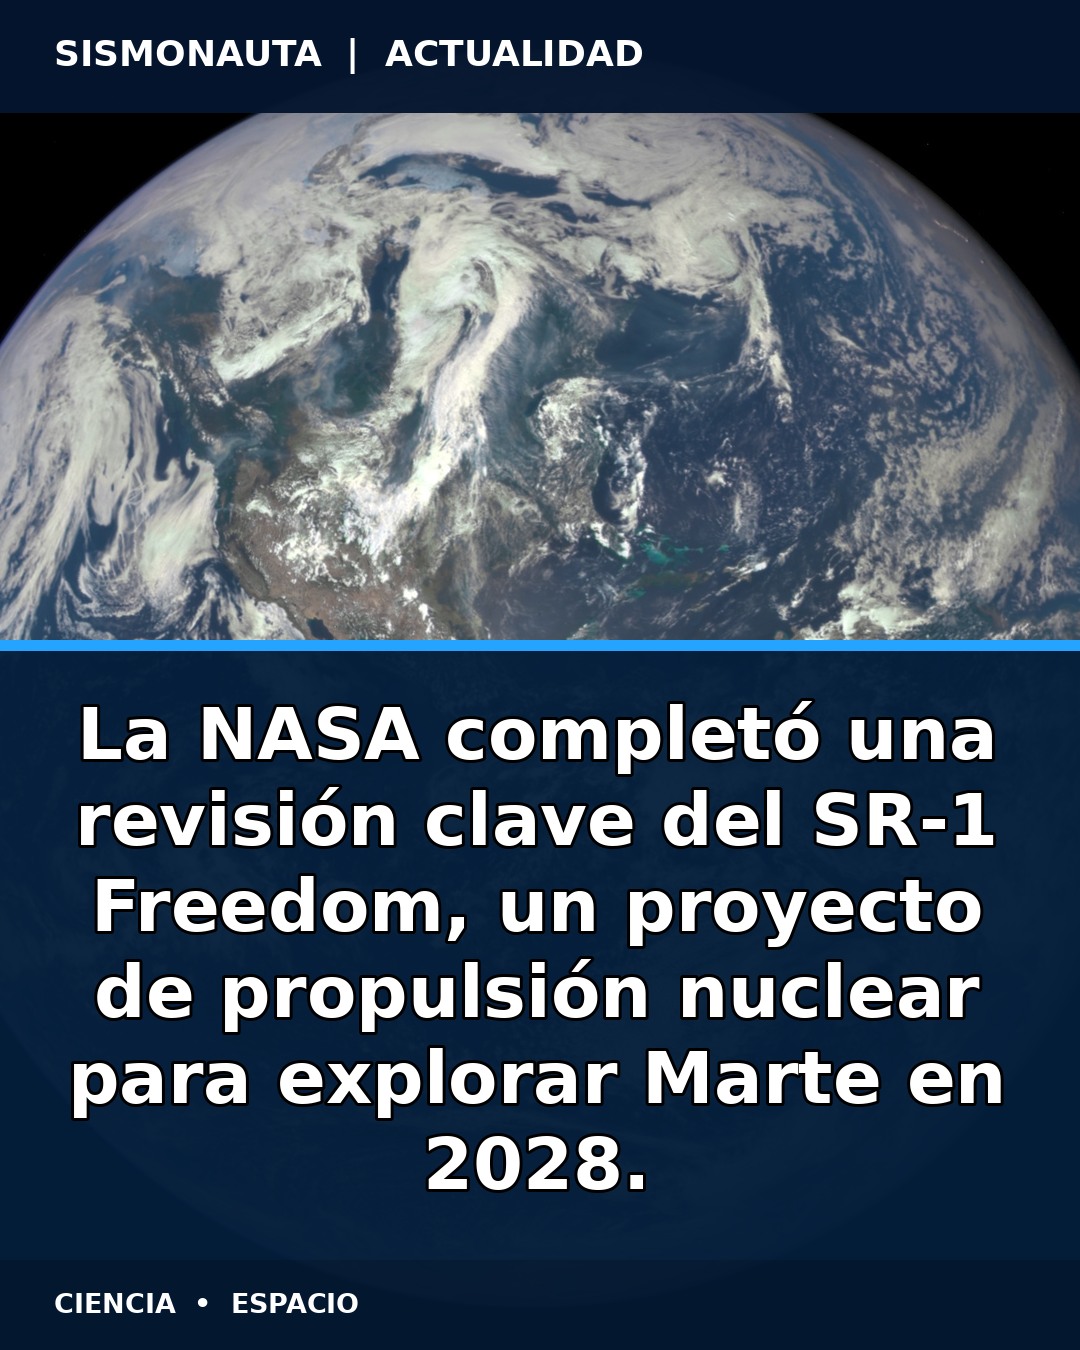 SISMONAUTA | ACTUALIDAD
La NASA completó una
revisión clave del SR-1
Freedom, un proyecto
de propulsión nuclear
para explorar Marte en
2028.
CIENCIA • ESPACIO